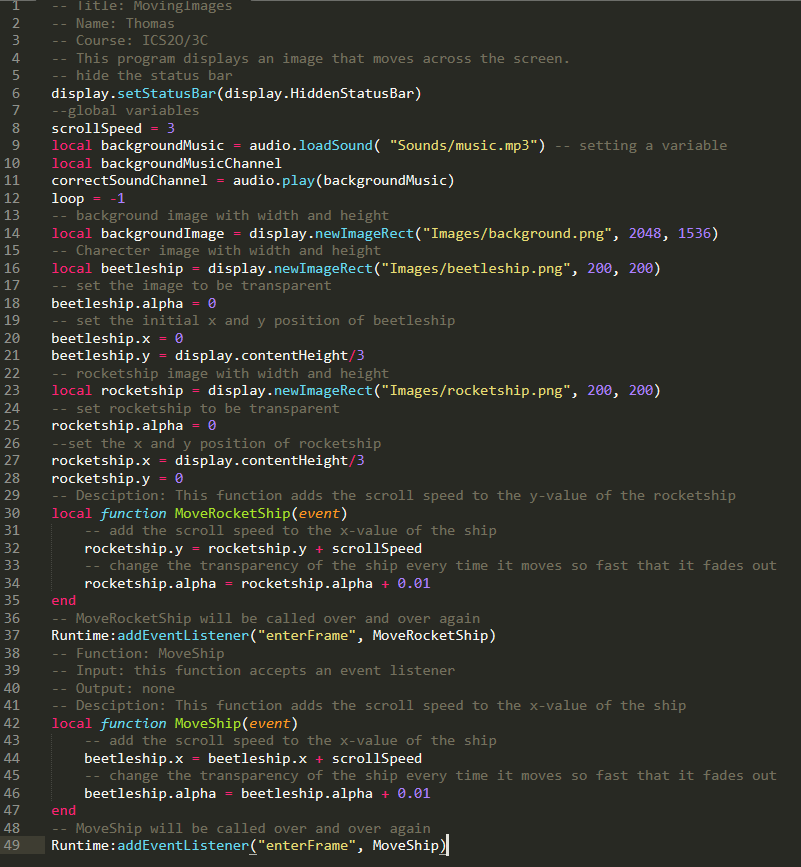 1 -- Title: MovingImages
2 -- Name: Thomas
3 -- Course: ICS2O/3C
4 -- This program displays an image that moves across the screen.
5 -- hide the status bar
6 display.setStatusBar(display.HiddenStatusBar)
7 --global variables
8 scrollSpeed = 3
9 local backgroundMusic = audio.loadSound( "Sounds/music.mp3") -- setting a variable
10 local backgroundMusicChannel
11 correctSoundChannel = audio.play(backgroundMusic)
12 loop = -1
13 -- background image with width and height
14 local backgroundImage = display.newImageRect("Images/background.png", 2048, 1536)
15 -- Charecter image with width and height
16 local beetleship = display.newImageRect("Images/beetleship.png", 200, 200)
17 -- set the image to be transparent
18 beetleship.alpha = 0
19 -- set the initial x and y position of beetleship
20 beetleship.x = 0
21 beetleship.y = display.contentHeight/3
22 -- rocketship image with width and height
23 local rocketship = display.newImageRect("Images/rocketship.png", 200, 200)
24 -- set rocketship to be transparent
25 rocketship.alpha = 0
26 --set the x and y position of rocketship
27 rocketship.x = display.contentHeight/3
28 rocketship.y = 0
29 -- Desciption: This function adds the scroll speed to the y-value of the rocketship
30 local function MoveRocketShip(event)
31 -- add the scroll speed to the x-value of the ship
32 rocketship.y = rocketship.y + scrollSpeed
33 -- change the transparency of the ship every time it moves so fast that it fades out
34 rocketship.alpha = rocketship.alpha + 0.01
35 end
36 -- MoveRocketShip will be called over and over again
37 Runtime:addEventListener("enterFrame", MoveRocketShip)
38 -- Function: MoveShip
39 -- Input: this function accepts an event listener
40 -- Output: none
41 -- Desciption: This function adds the scroll speed to the x-value of the ship
42 local function MoveShip(event)
43 -- add the scroll speed to the x-value of the ship
44 beetleship.x = beetleship.x + scrollSpeed
45 -- change the transparency of the ship every time it moves so fast that it fades out
46 beetleship.alpha = beetleship.alpha + 0.01
47 end
48 -- MoveShip will be called over and over again
49 Runtime:addEventListener("enterFrame", MoveShip)